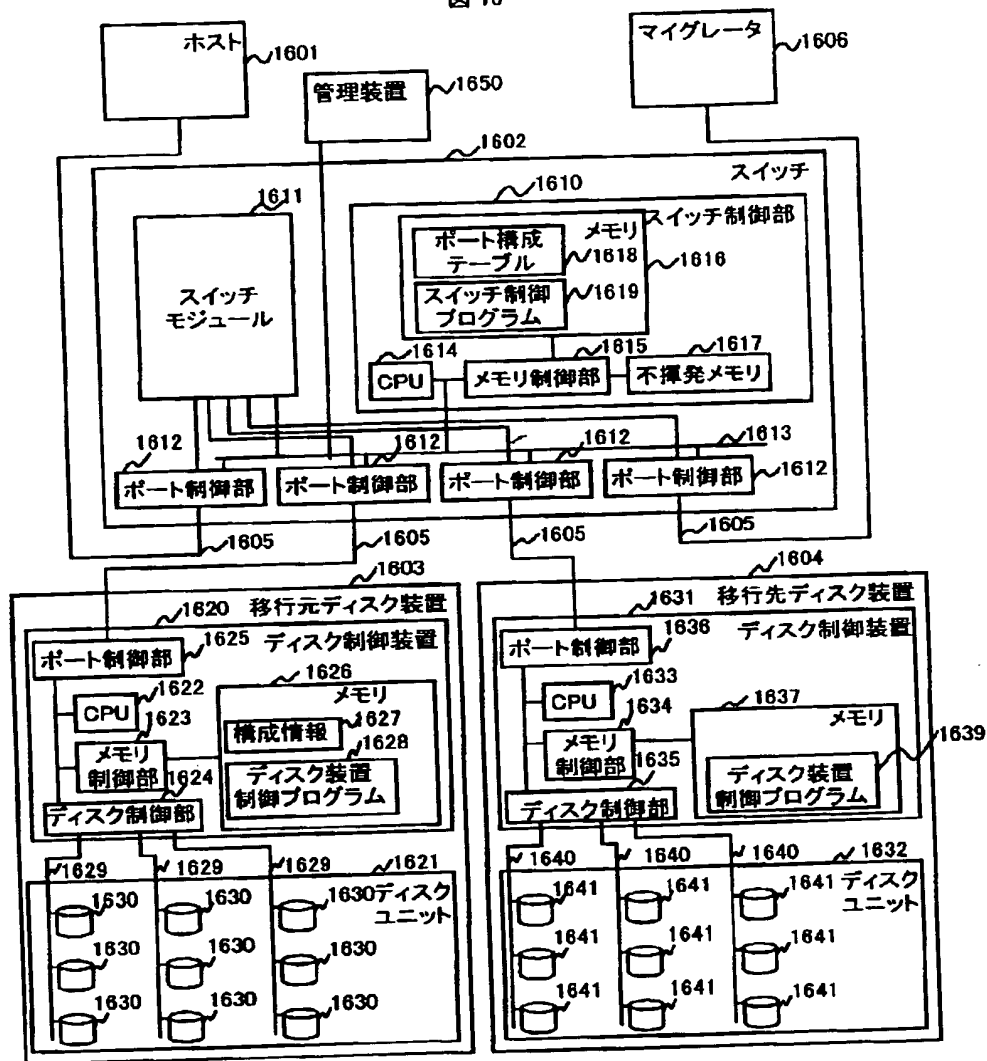 ホスト
1601
管理装置
1650
マイグレータ
1606
1602
スイッチ
1611
スイッチ
モジュール
1610
スイッチ制御部
メモリ
ポート構成
テーブル
1618
1616
スイッチ制御
プログラム
1619
1614
CPU
1615
メモリ制御部
1617
不揮発メモリ
1612
ポート制御部
1612
ポート制御部
1612
ポート制御部
1613
1612
ポート制御部
1605
1605
1605
1605
1603
移行元ディスク装置
1620
ディスク制御装置
1625
ポート制御部
1622
CPU
1623
メモリ
制御部
1624
ディスク制御部
1626
メモリ
1627
構成情報
1628
ディスク装置
制御プログラム
1629
1629
1629
1621
ディスク
ユニット
1630
1630
1630
1630
1630
1630
1630
1630
1630
1604
移行先ディスク装置
1631
ディスク制御装置
1636
ポート制御部
1633
CPU
1634
メモリ
制御部
1635
ディスク制御部
1637
メモリ
1639
ディスク装置
制御プログラム
1640
1640
1640
1632
ディスク
ユニット
1641
1641
1641
1641
1641
1641
1641
1641
1641